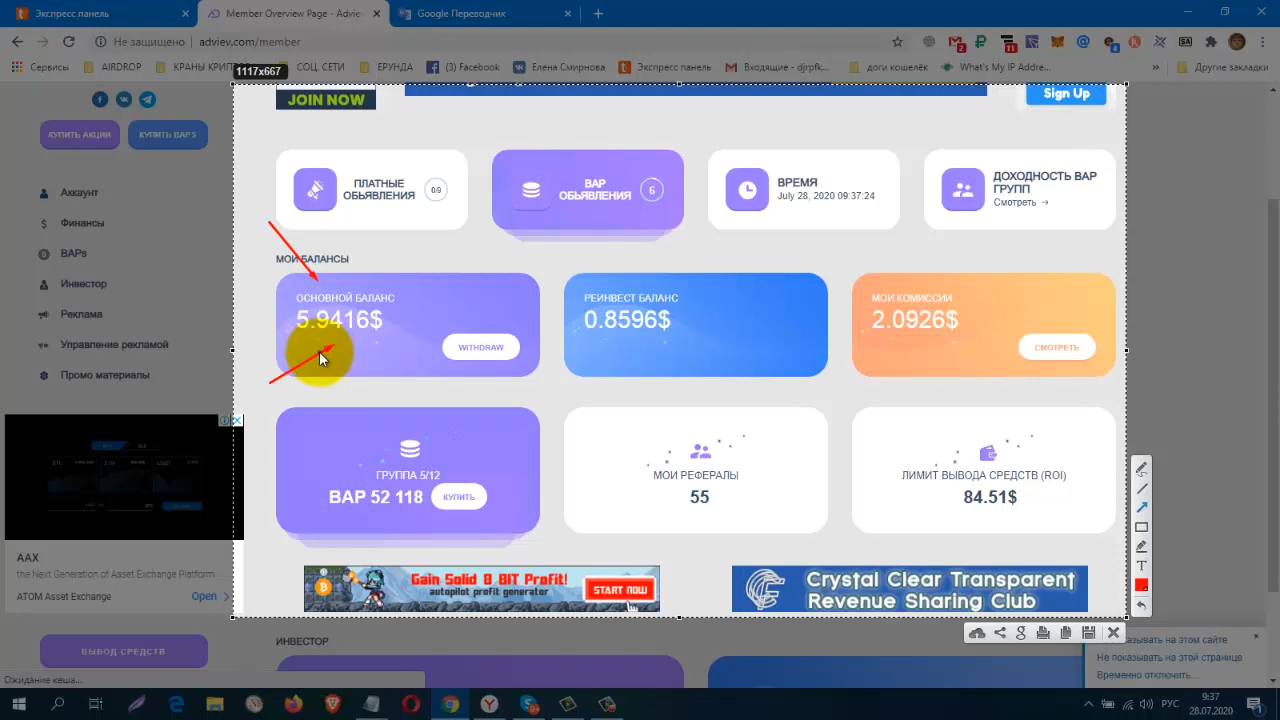 Экспресс панель
Member Overview Page - Adviev
Google Переводчик
Не защищено
adviev.com/member
2
11
4
SA
Сервисы
AIRDROP
СОЦ. СЕТИ
ЕРУНДА
(3) Facebook
Елена Смирнова
Экспресс панель
доги кошелёк
What's My IP Addre...
»
Другие закладки
1117x667
JOIN NOW
Sign Up
КУПИТЬ АКЦИИ
КУПИТЬ BAPS
Аккаунт
Финансы
BAPs
Инвестор
Реклама
Управление рекламой
Промо материалы
ПЛАТНЫЕ
ОБЬЯВЛЕНИЯ
0/9
BAP
ОБЬЯВЛЕНИЯ
6
ВРЕМЯ
July 28, 2020 09:37:24
ДОХОДНОСТЬ BAP
ГРУПП
Смотреть →
МОИ БАЛАНСЫ
ОСНОВНОЙ БАЛАНС
5.9416$
WITHDRAW
РЕИНВЕСТ БАЛАНС
0.8596$
МОИ КОМИССИИ
2.0926$
СМОТРЕТЬ
ГРУППА 5/12
BAP 52 118
КУПИТЬ
МОИ РЕФЕРАЛЫ
55
ЛИМИТ ВЫВОДА СРЕДСТВ (ROI)
84.51$
AAX
the Next Generation of Asset Exchange Platform
ATOM Asset Exchange
Open
Gain Solid 8 BIT Profit!
autopilot profit generator
START NOW
Crystal Clear Transparent
Revenue Sharing Club
T
g
ИНВЕСТОР
ВЫВОД СРЕДСТВ
на этом сайте
Не показывать на этой странице
Временно отключить...
Ожидание кеша...
РУС
9:37
28.07.2020
1